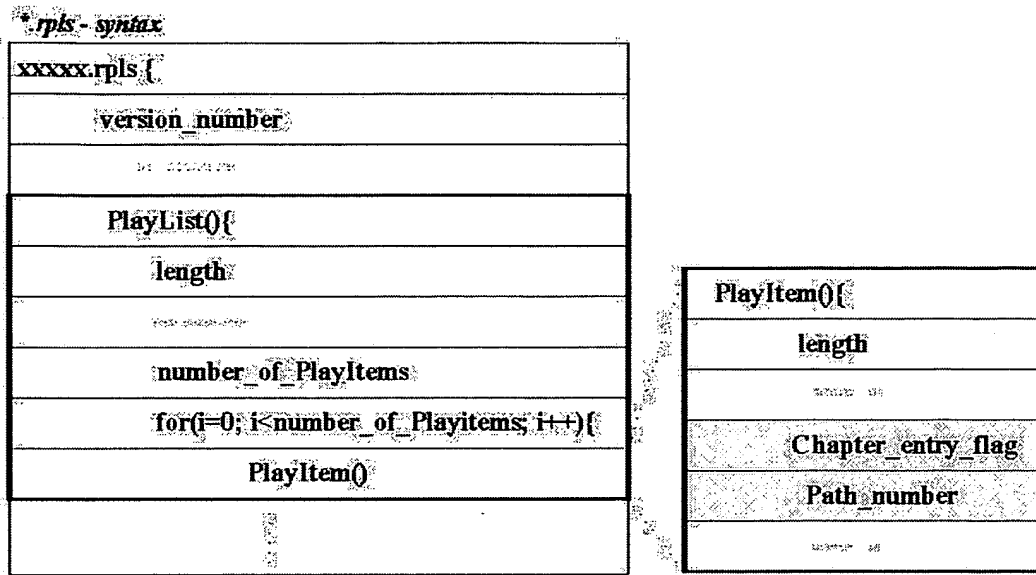 *.rpls - syntax
xxxxx.rpls {
version_number
PlayList(){
length
number_of_PlayItems
for(i=0; i<number_of_Playitems; i++){
PlayItem()
PlayItem(){
length
Chapter_entry_flag
Path_number